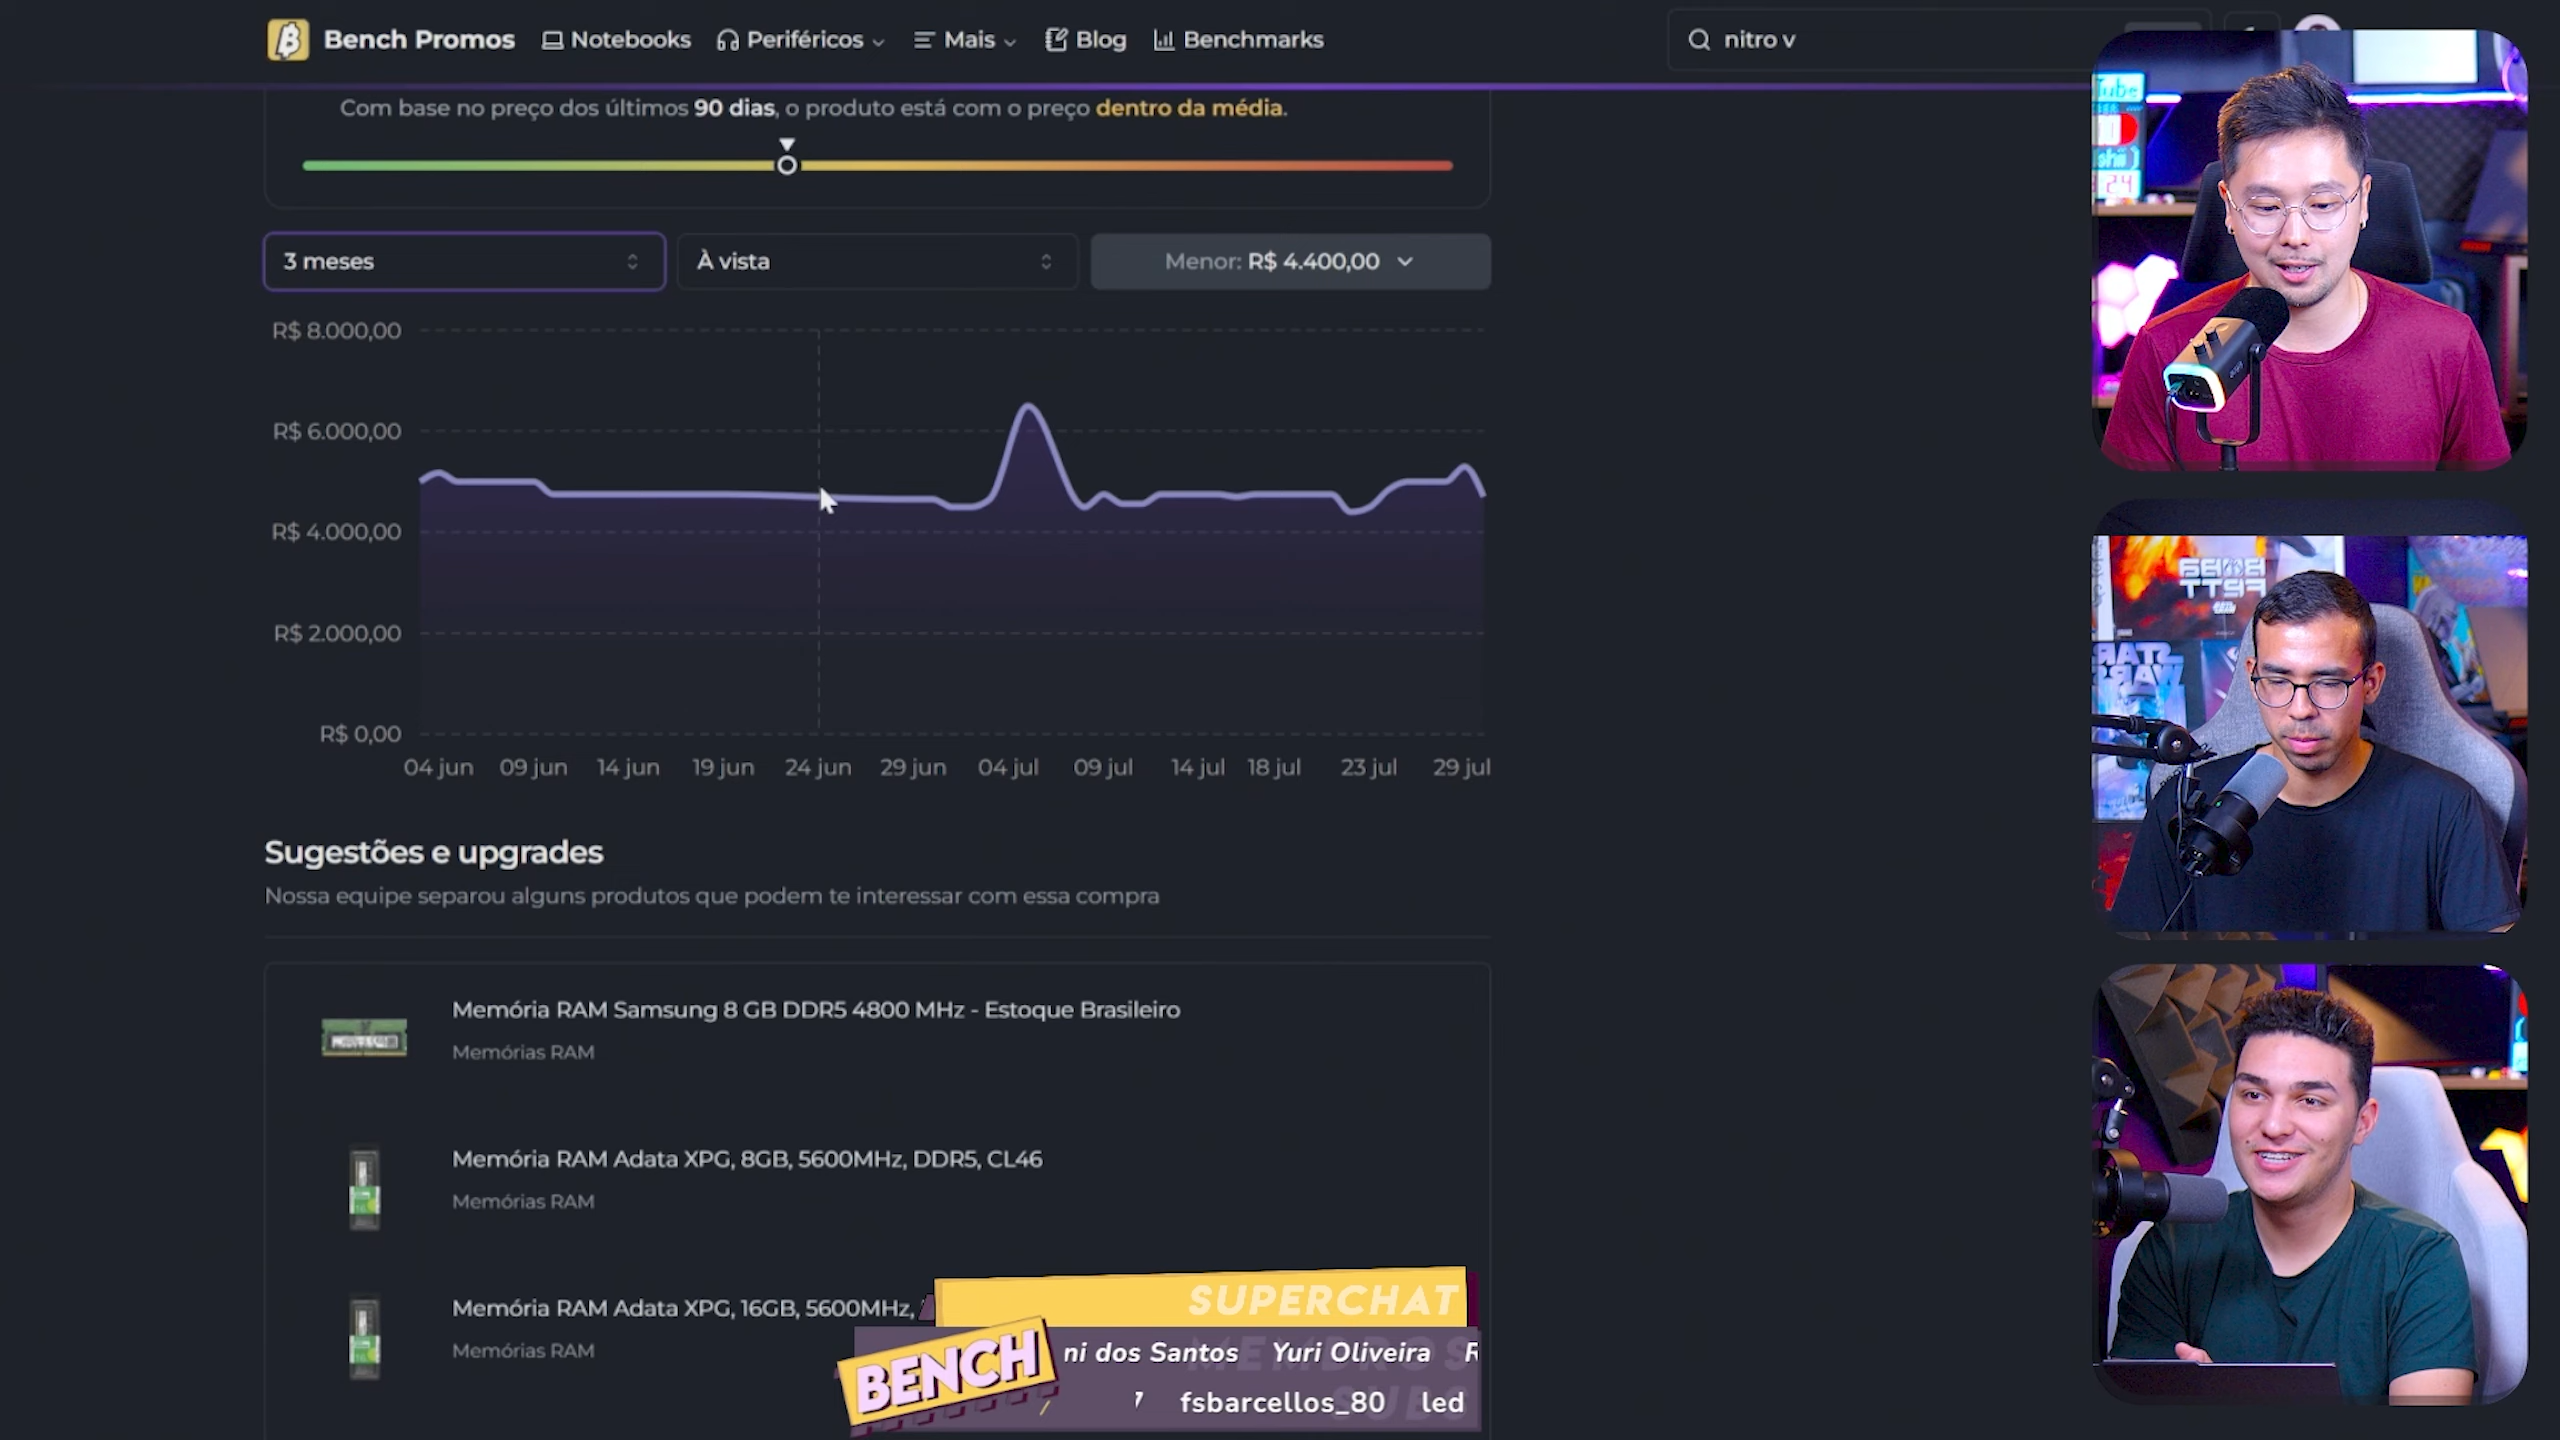 Bench Promos Notebooks Periféricos Mais Blog Benchmarks
nitro v
Com base no preço dos últimos 90 dias, o produto está com o preço dentro da média.
3 meses
À vista
Menor: R$ 4.400,00
R$ 8.000,00
R$ 6.000,00
R$ 4.000,00
R$ 2.000,00
R$ 0,00
04 jun 09 jun 14 jun 19 jun 24 jun 29 jun 04 jul 09 jul 14 jul 18 jul 23 jul 29 jul
Sugestões e upgrades
Nossa equipe separou alguns produtos que podem te interessar com essa compra
Memória RAM Samsung 8 GB DDR5 4800 MHz - Estoque Brasileiro
Memórias RAM
Memória RAM Adata XPG, 8GB, 5600MHz, DDR5, CL46
Memórias RAM
Memória RAM Adata XPG, 16GB, 5600MHz,
Memórias RAM
SUPERCHAT
MEMBROS
SUBS
BENCH
ni dos Santos Yuri Oliveira R
7 fsbarcellos_80 led
Tube
24